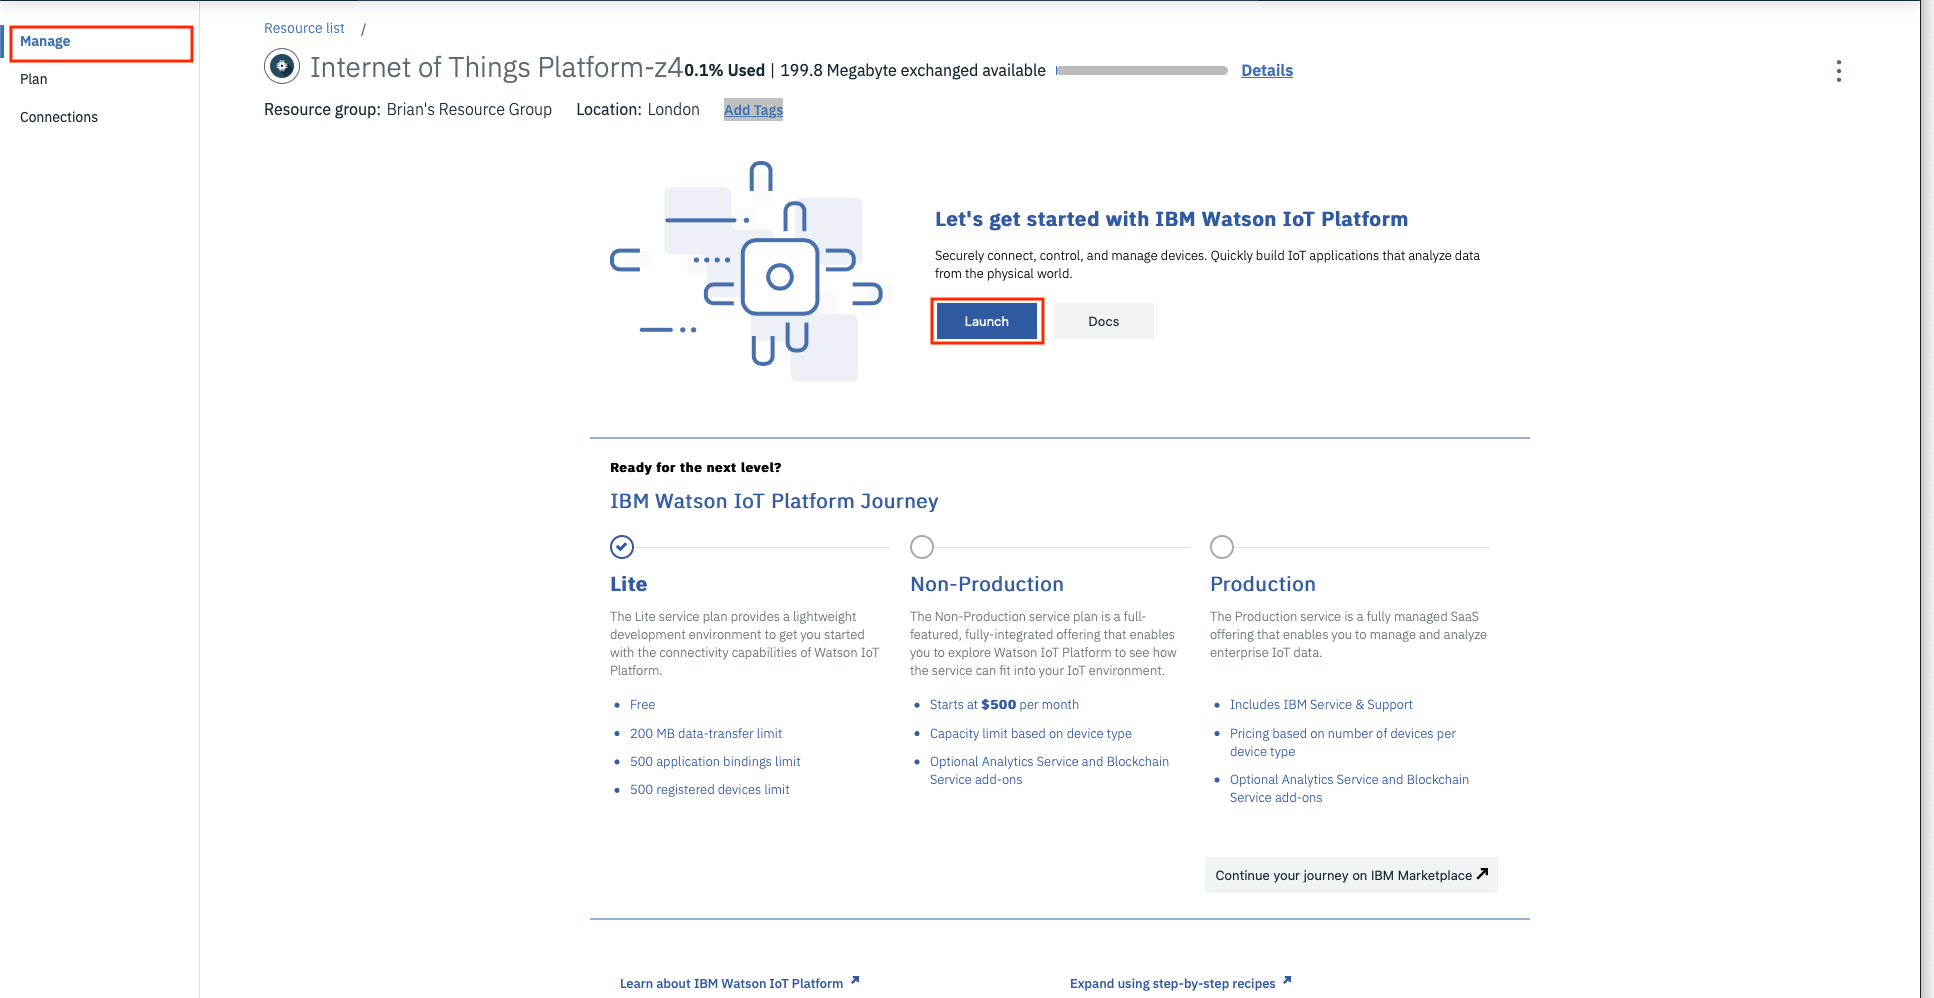 Manage
Plan
Connections
Resource list /
Internet of Things Platform-z4 0.1% Used | 199.8 Megabyte exchanged available Details
Resource group: Brian's Resource Group Location: London Add Tags
Let's get started with IBM Watson IoT Platform
Securely connect, control, and manage devices. Quickly build IoT applications that analyze data
from the physical world.
Launch Docs
Ready for the next level?
IBM Watson IoT Platform Journey
Lite
The Lite service plan provides a lightweight
development environment to get you started
with the connectivity capabilities of Watson IoT
Platform.
Free
200 MB data-transfer limit
500 application bindings limit
500 registered devices limit
Non-Production
The Non-Production service plan is a full-
featured, fully-integrated offering that enables
you to explore Watson IoT Platform to see how
the service can fit into your IoT environment.
Starts at $500 per month
Capacity limit based on device type
Optional Analytics Service and Blockchain
Service add-ons
Production
The Production service is a fully managed SaaS
offering that enables you to manage and analyze
enterprise IoT data.
Includes IBM Service & Support
Pricing based on number of devices per
device type
Optional Analytics Service and Blockchain
Service add-ons
Continue your journey on IBM Marketplace
Learn about IBM Watson IoT Platform
Expand using step-by-step recipes